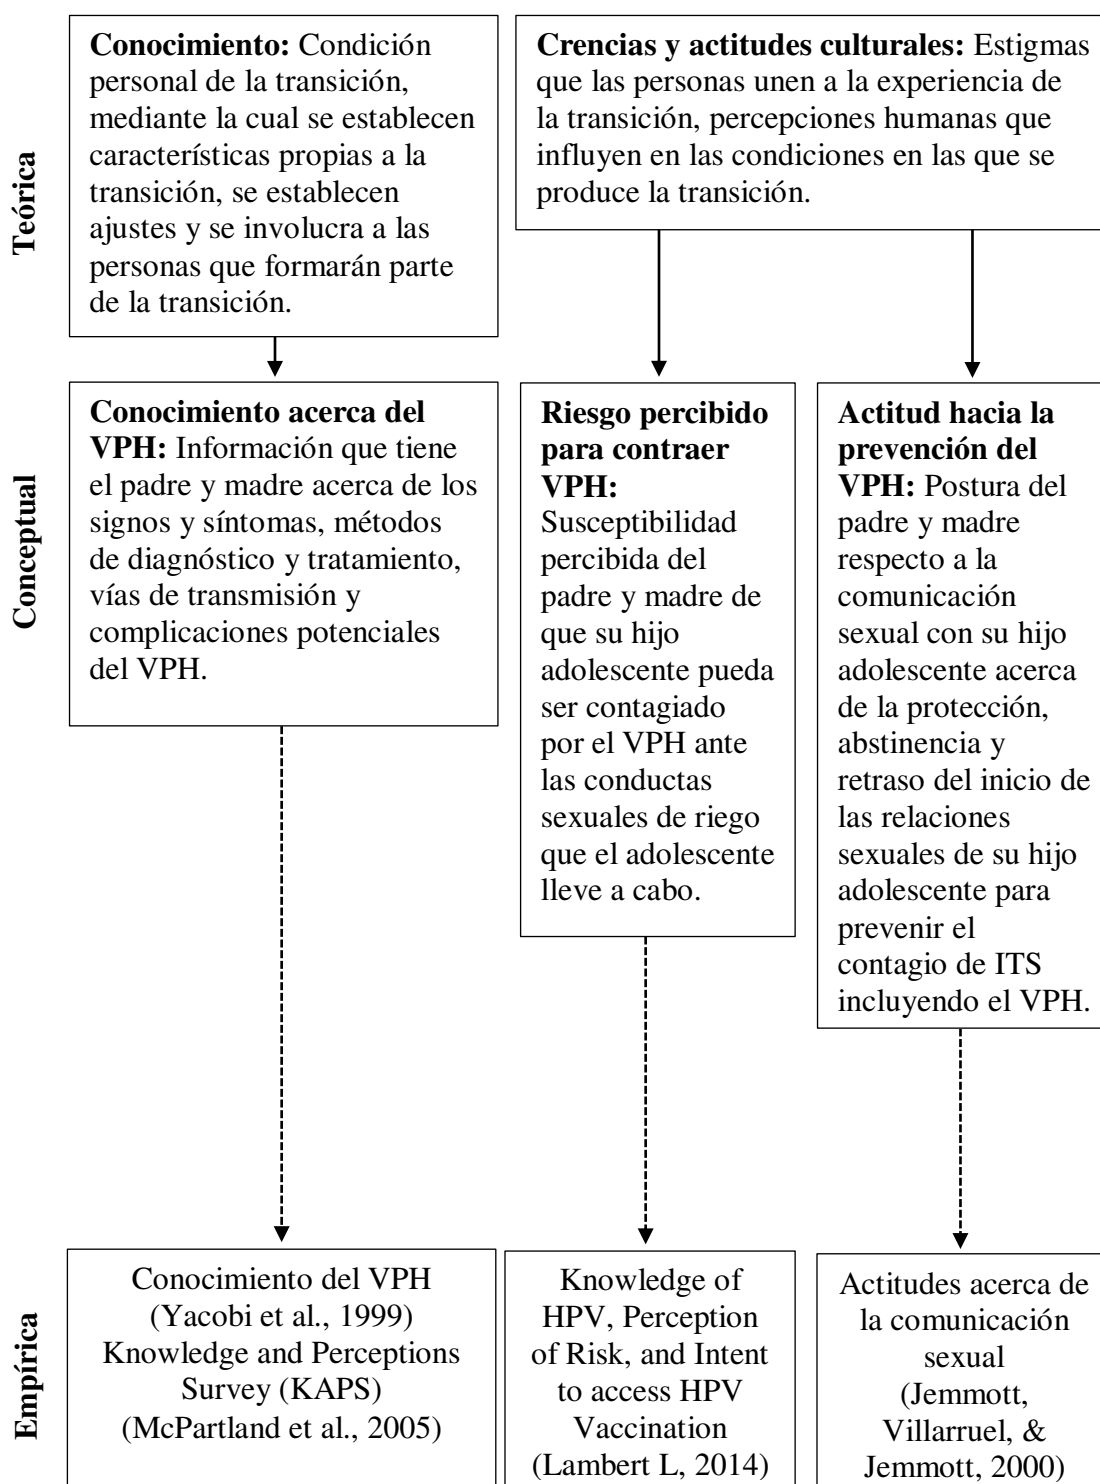 Teórica
Conocimiento: Condición
personal de la transición,
mediante la cual se establecen
características propias a la
transición, se establecen
ajustes y se involucra a las
personas que formarán parte
de la transición.
Crencias y actitudes culturales: Estigmas
que las personas unen a la experiencia de
la transición, percepciones humanas que
influyen en las condiciones en las que se
produce la transición.
Conceptual
Conocimiento acerca del
VPH: Información que tiene
el padre y madre acerca de los
signos y síntomas, métodos
de diagnóstico y tratamiento,
vías de transmisión y
complicaciones potenciales
del VPH.
Riesgo percibido
para contraer
VPH:
Susceptibilidad
percibida del
padre y madre de
que su hijo
adolescente pueda
ser contagiado
por el VPH ante
las conductas
sexuales de riego
que el adolescente
lleve a cabo.
Actitud hacia la
prevención del
VPH: Postura del
padre y madre
respecto a la
comunicación
sexual con su hijo
adolescente acerca
de la protección,
abstinencia y
retraso del inicio de
las relaciones
sexuales de su hijo
adolescente para
prevenir el
contagio de ITS
incluyendo el VPH.
Empírica
Conocimiento del VPH
(Yacobi et al., 1999)
Knowledge and Perceptions
Survey (KAPS)
(McPartland et al., 2005)
Knowledge of
HPV, Perception
of Risk, and Intent
to access HPV
Vaccination
(Lambert L, 2014)
Actitudes acerca de
la comunicación
sexual
(Jemmott,
Villarruel, &
Jemmott, 2000)